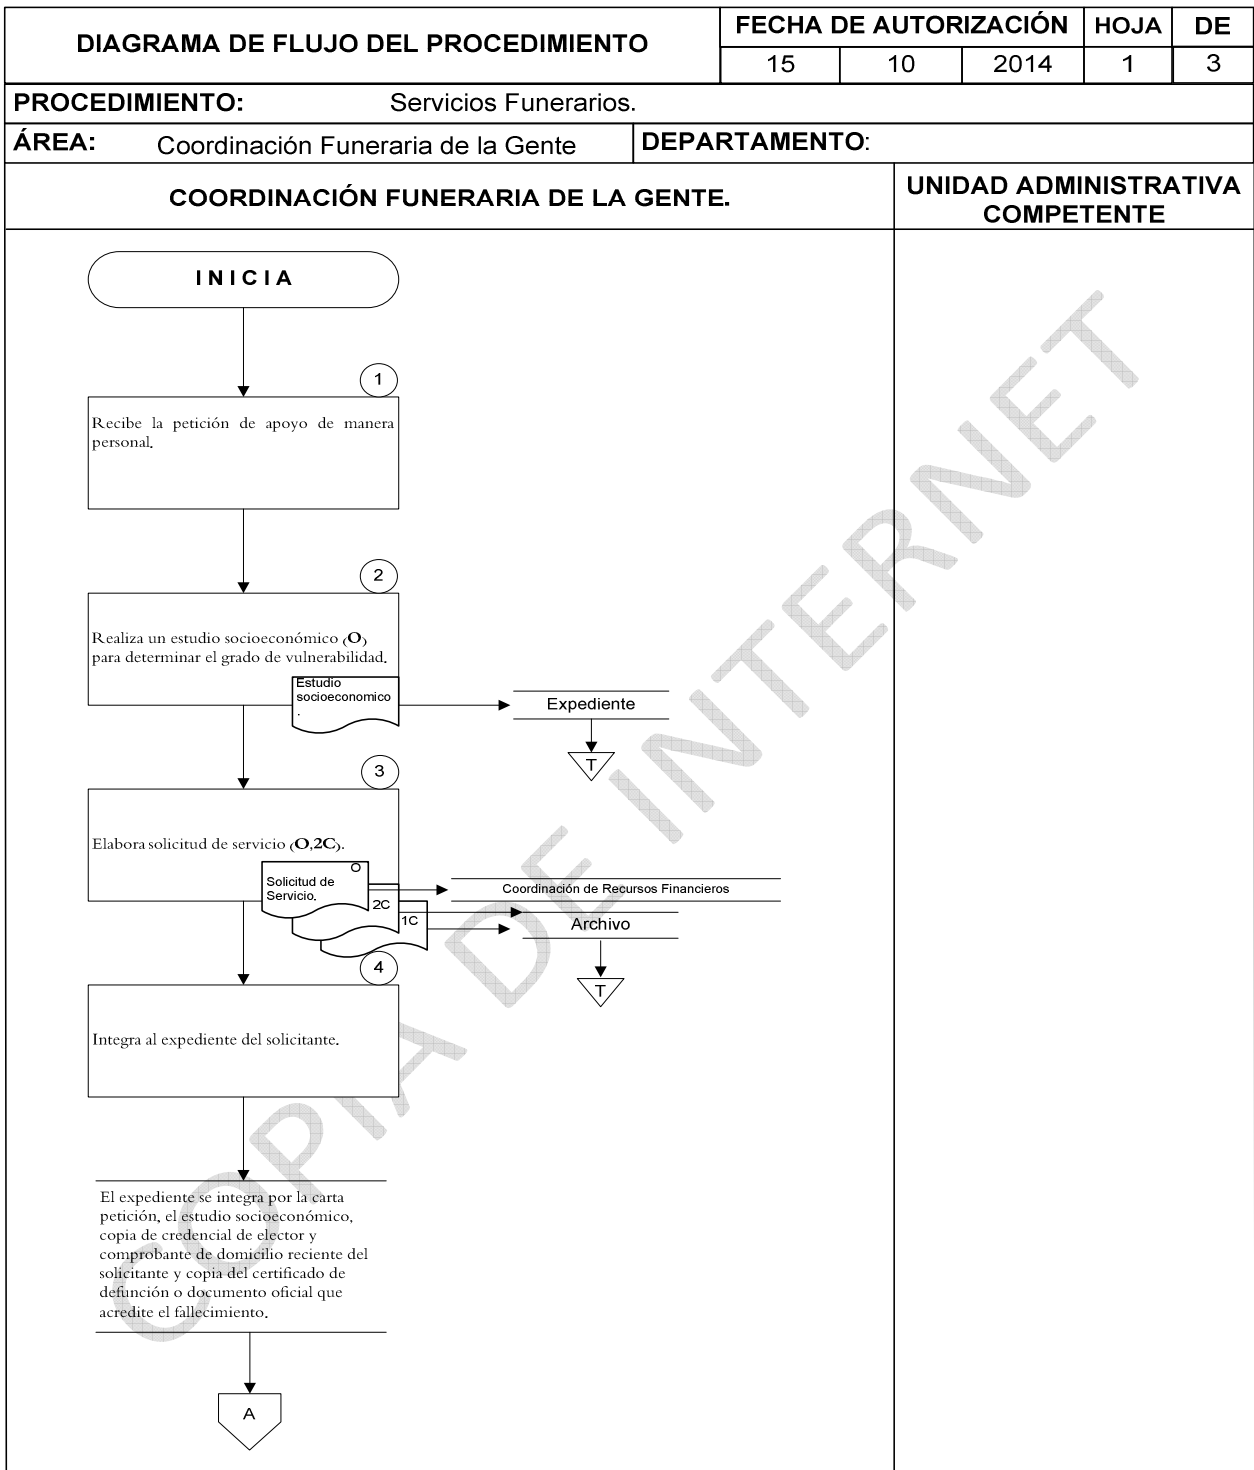 DIAGRAMA DE FLUJO DEL PROCEDIMIENTO
FECHA DE AUTORIZACIÓN
HOJA
DE
15
10
2014
1
3
PROCEDIMIENTO: Servicios Funerarios.
ÁREA: Coordinación Funeraria de la Gente
DEPARTAMENTO:
COORDINACIÓN FUNERARIA DE LA GENTE.
UNIDAD ADMINISTRATIVA
COMPETENTE
INICIA
1
Recibe la petición de apoyo de manera
personal.
2
Realiza un estudio socioeconómico (O)
para determinar el grado de vulnerabilidad.
Estudio
socioeconomico
.
Expediente
T
3
Elabora solicitud de servicio (O,2C).
O
Solicitud de
Servicio.
2C
1C
Coordinación de Recursos Financieros
Archivo
T
4
Integra al expediente del solicitante.
El expediente se integra por la carta
petición, el estudio socioeconómico,
copia de credencial de elector y
comprobante de domicilio reciente del
solicitante y copia del certificado de
defunción o documento oficial que
acredite el fallecimiento.
A
COPIA DE INTERNET